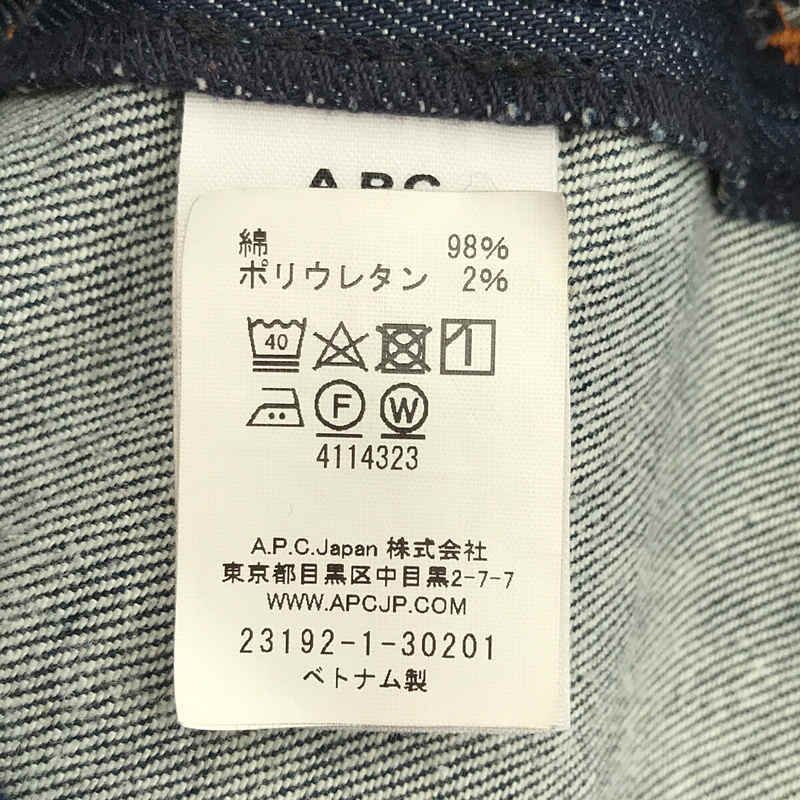 A.P.C.
綿 98%
ポリウレタン 2%
40
F W
4114323
A.P.C.Japan 株式会社
東京都目黒区中目黒2-7-7
WWW.APCJP.COM
23192-1-30201
ベトナム製